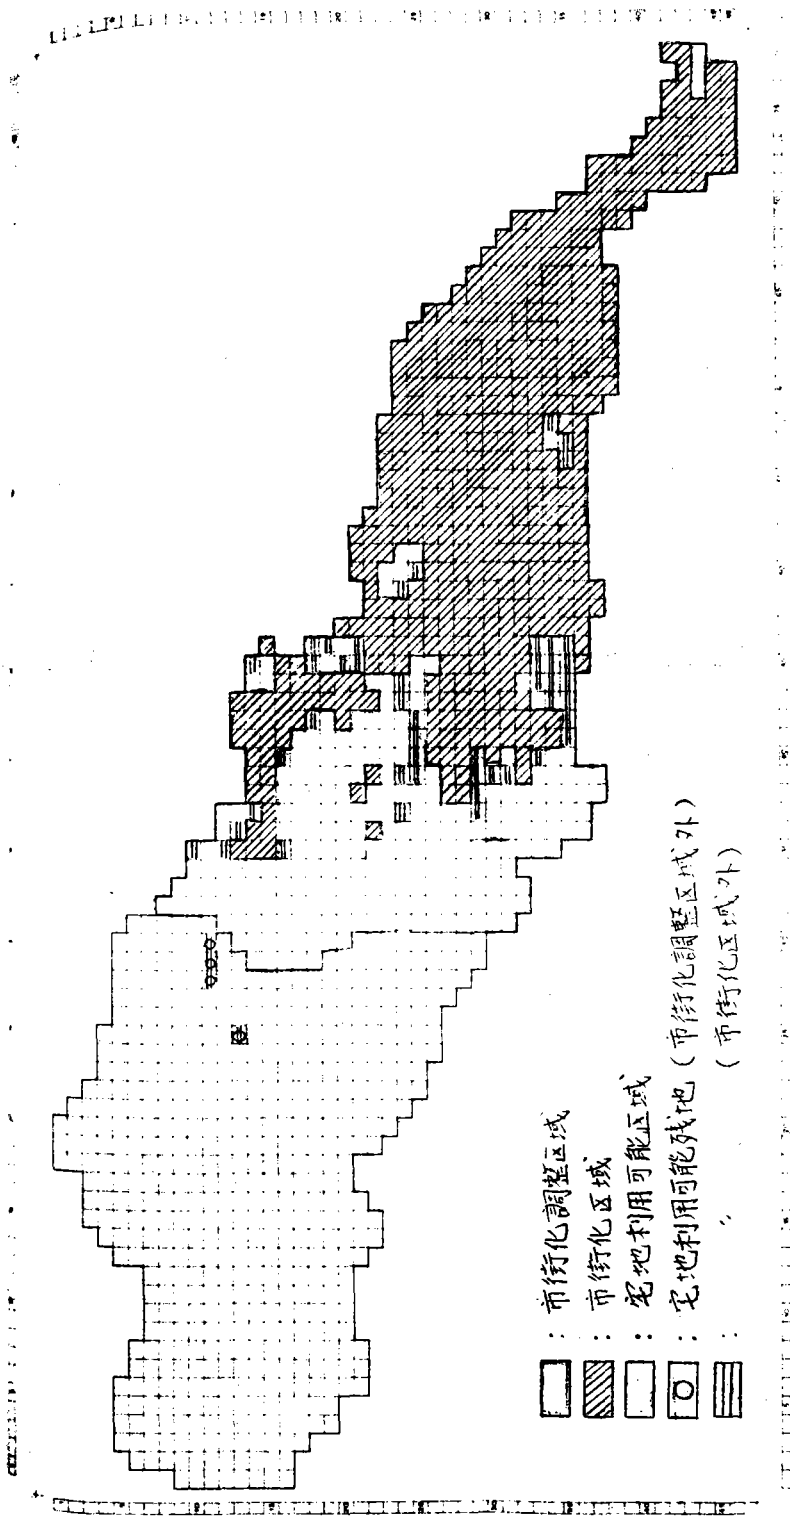 : 市街化調整区域
: 市街化区域
: 宅地利用可能区域
: 宅地利用可能残地 (市街化調整区域外)
: 〃 (市街化区域外)